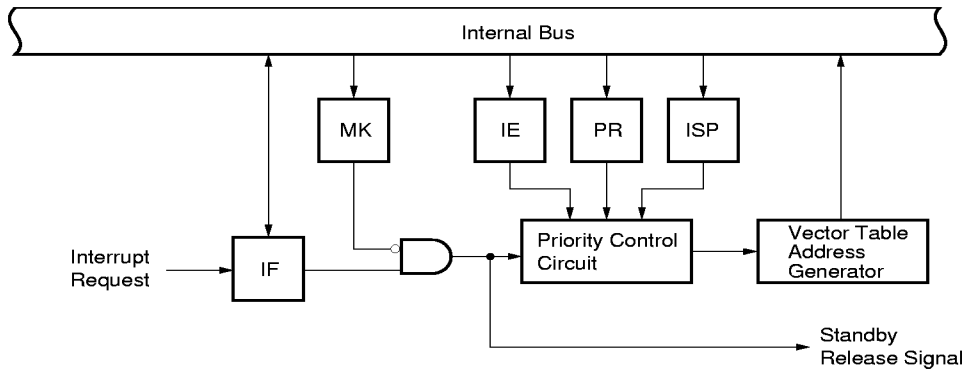 Internal Bus
MK
IE
PR
ISP
Interrupt
Request
IF
Priority Control
Circuit
Vector Table
Address
Generator
Standby
Release Signal